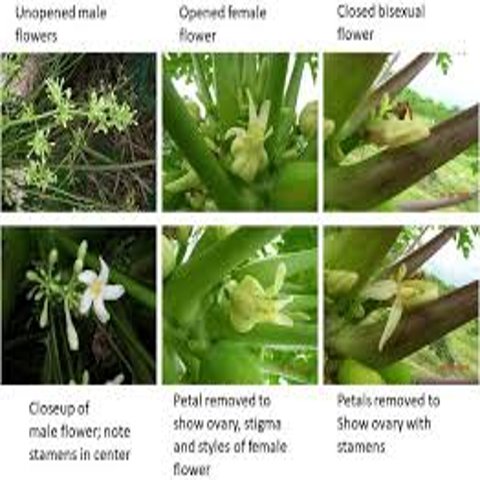 Unopened male
flowers
Opened female
flower
Closed bisexual
flower
Closeup of
male flower; note
stamens in center
Petal removed to
show ovary, stigma
and styles of female
flower
Petals removed to
Show ovary with
stamens